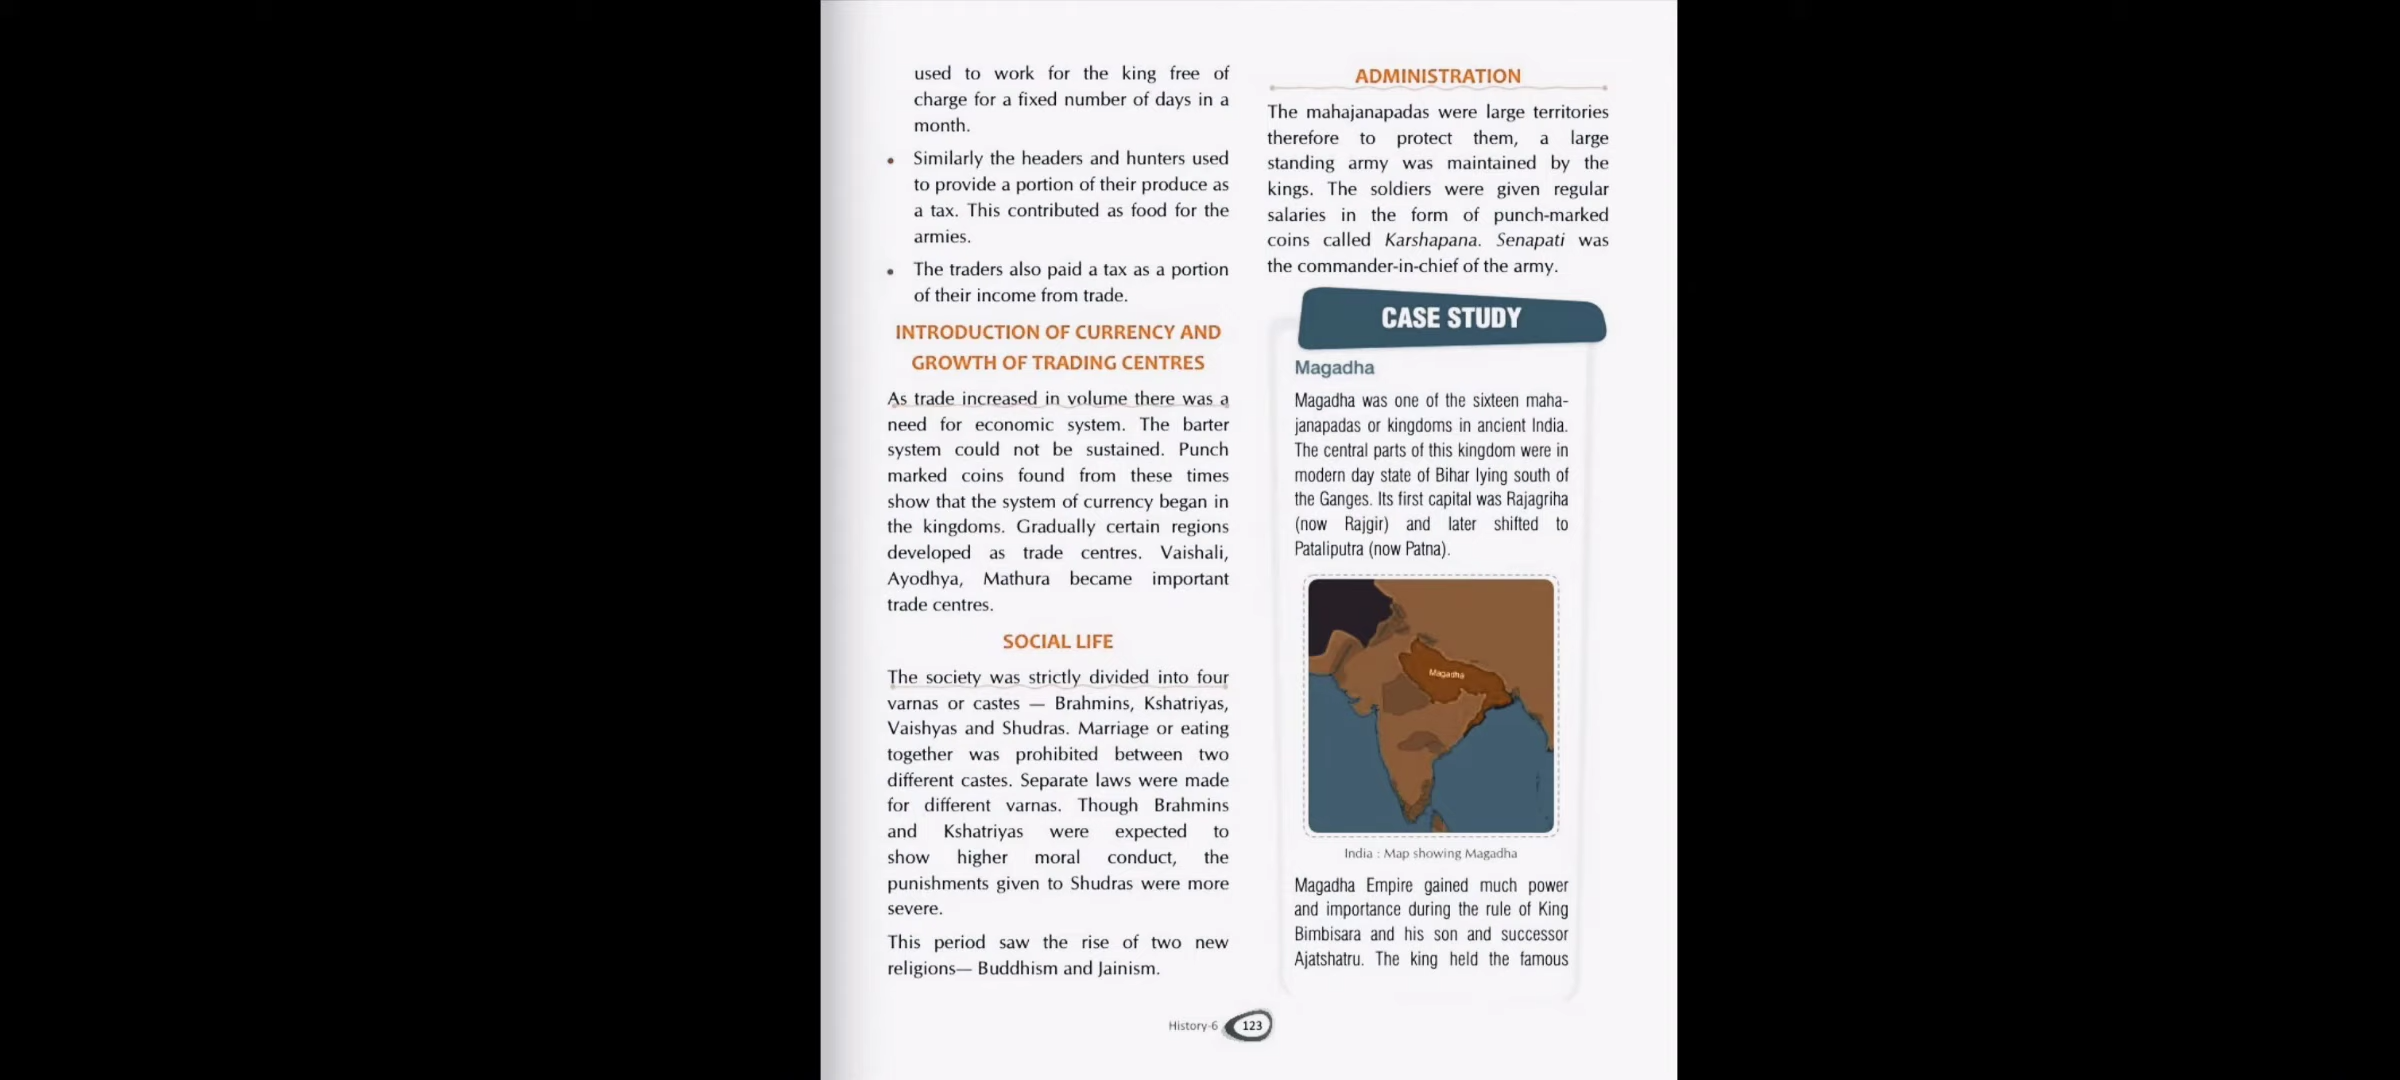 used to work for the king free of
charge for a fixed number of days in a
month.
• Similarly the headers and hunters used
to provide a portion of their produce as
a tax. This contributed as food for the
armies.
• The traders also paid a tax as a portion
of their income from trade.
INTRODUCTION OF CURRENCY AND
GROWTH OF TRADING CENTRES
As trade increased in volume there was a
need for economic system. The barter
system could not be sustained. Punch
marked coins found from these times
show that the system of currency began in
the kingdoms. Gradually certain regions
developed as trade centres. Vaishali,
Ayodhya, Mathura became important
trade centres.
SOCIAL LIFE
The society was strictly divided into four
varnas or castes — Brahmins, Kshatriyas,
Vaishyas and Shudras. Marriage or eating
together was prohibited between two
different castes. Separate laws were made
for different varnas. Though Brahmins
and Kshatriyas were expected to
show higher moral conduct, the
punishments given to Shudras were more
severe.
This period saw the rise of two new
religions— Buddhism and Jainism.
ADMINISTRATION
The mahajanapadas were large territories
therefore to protect them, a large
standing army was maintained by the
kings. The soldiers were given regular
salaries in the form of punch-marked
coins called Karshapana. Senapati was
the commander-in-chief of the army.
CASE STUDY
Magadha
Magadha was one of the sixteen maha-
janapadas or kingdoms in ancient India.
The central parts of this kingdom were in
modern day state of Bihar lying south of
the Ganges. Its first capital was Rajagriha
(now Rajgir) and later shifted to
Pataliputra (now Patna).
Magadha
India : Map showing Magadha
Magadha Empire gained much power
and importance during the rule of King
Bimbisara and his son and successor
Ajatshatru. The king held the famous
History-6 123